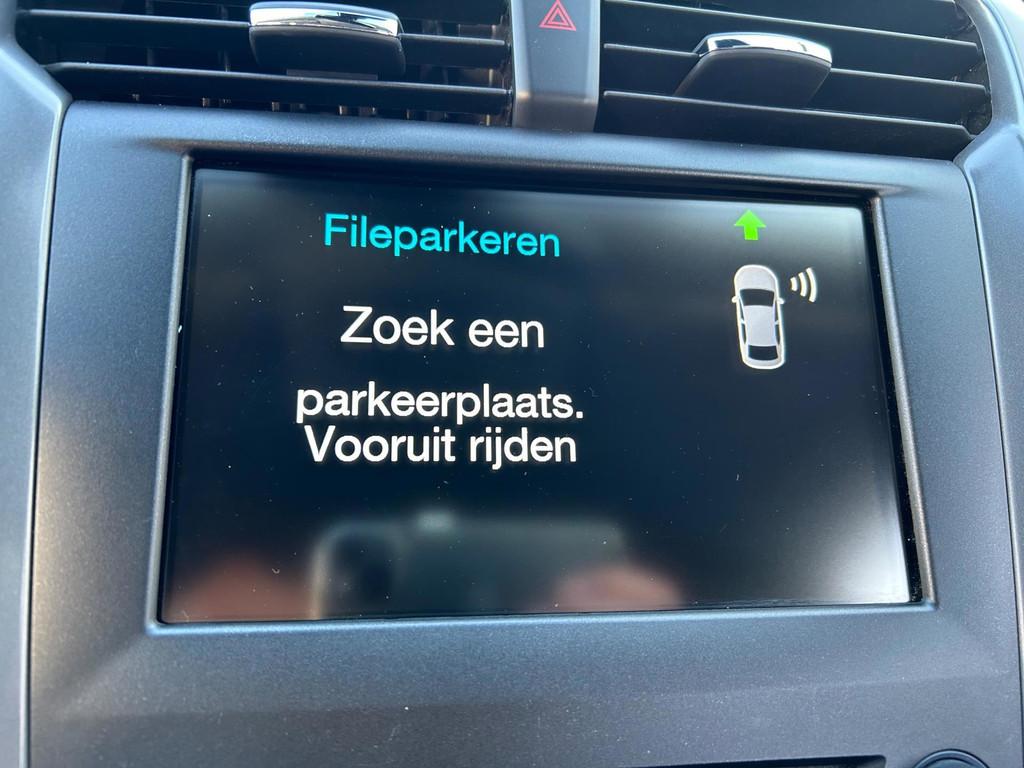 Fileparkeren
Zoek een
parkeerplaats.
Vooruit rijden